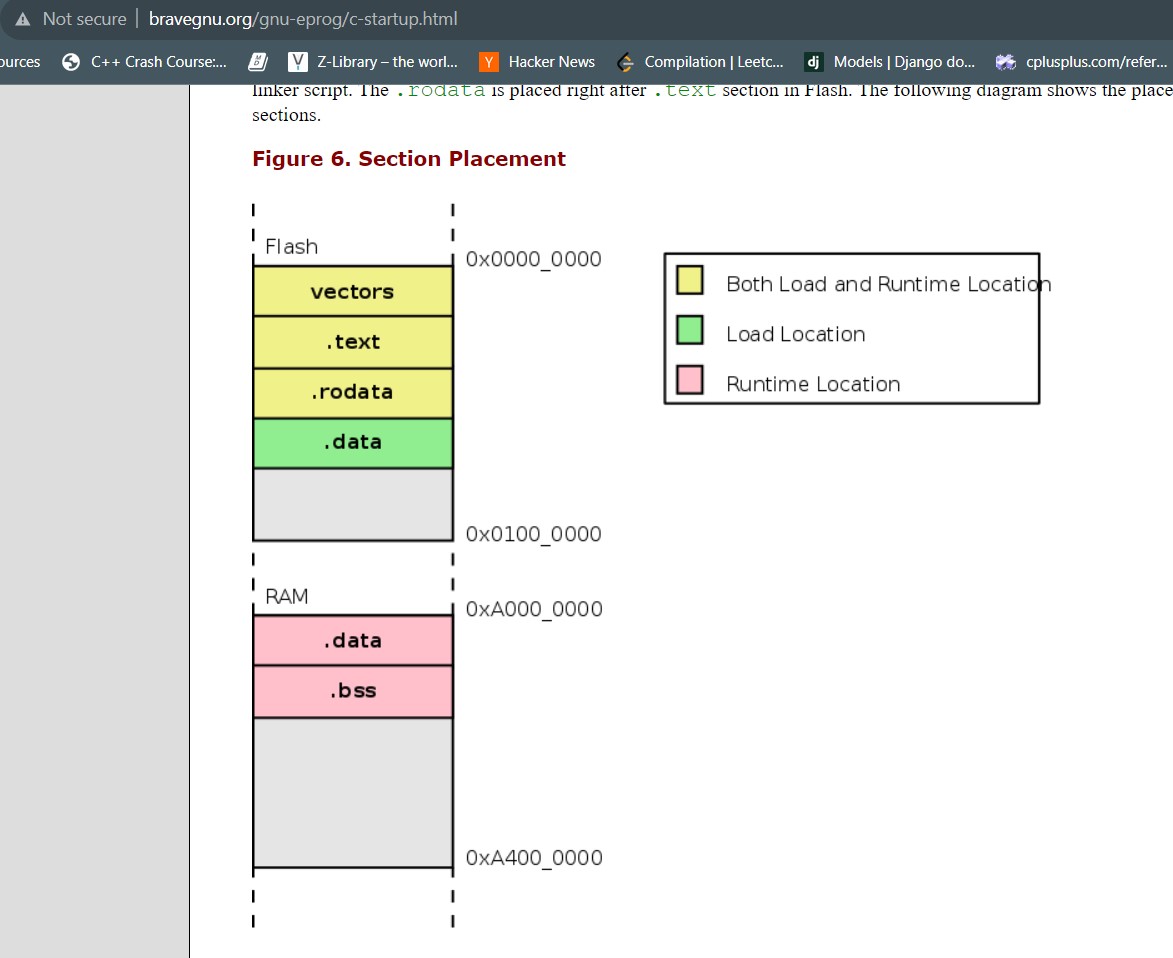 Not secure | bravegnu.org/gnu-eprog/c-startup.html
ources C++ Crash Course:... Z-Library – the worl... Hacker News Compilation | Leetc... dj Models | Django do... cplusplus.com/refer...
linker script. The .rodata is placed right after .text section in Flash. The following diagram shows the place
sections.
Figure 6. Section Placement
Flash
0x0000_0000
vectors
.text
.rodata
.data
0x0100_0000
Both Load and Runtime Location
Load Location
Runtime Location
RAM
0xA000_0000
.data
.bss
0xA400_0000